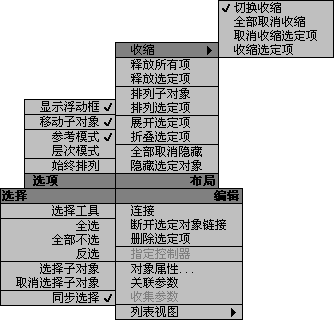 切换收缩
全部取消收缩
取消收缩选定项
收缩选定项
收缩
释放所有项
释放选定项
排列子对象
排列选定项
展开选定项
折叠选定项
全部取消隐藏
隐藏选定对象
显示浮动框
移动子对象
参考模式
层次模式
始终排列
选项
布局
选择
编辑
选择工具
全选
全部不选
反选
选择子对象
取消选择子对象
同步选择
连接
断开选定对象链接
删除选定项
指定控制器
对象属性...
关联参数
收集参数
列表视图